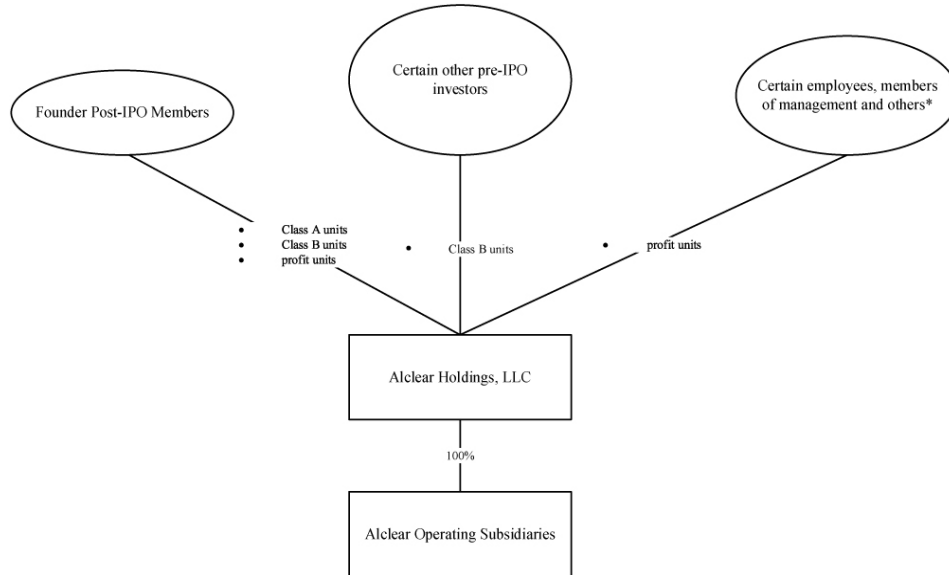 Founder Post-IPO Members
Certain other pre-IPO
investors
Certain employees, members
of management and others*
• Class A units
• Class B units
• profit units
• Class B units
• profit units
Alclear Holdings, LLC
100%
Alclear Operating Subsidiaries